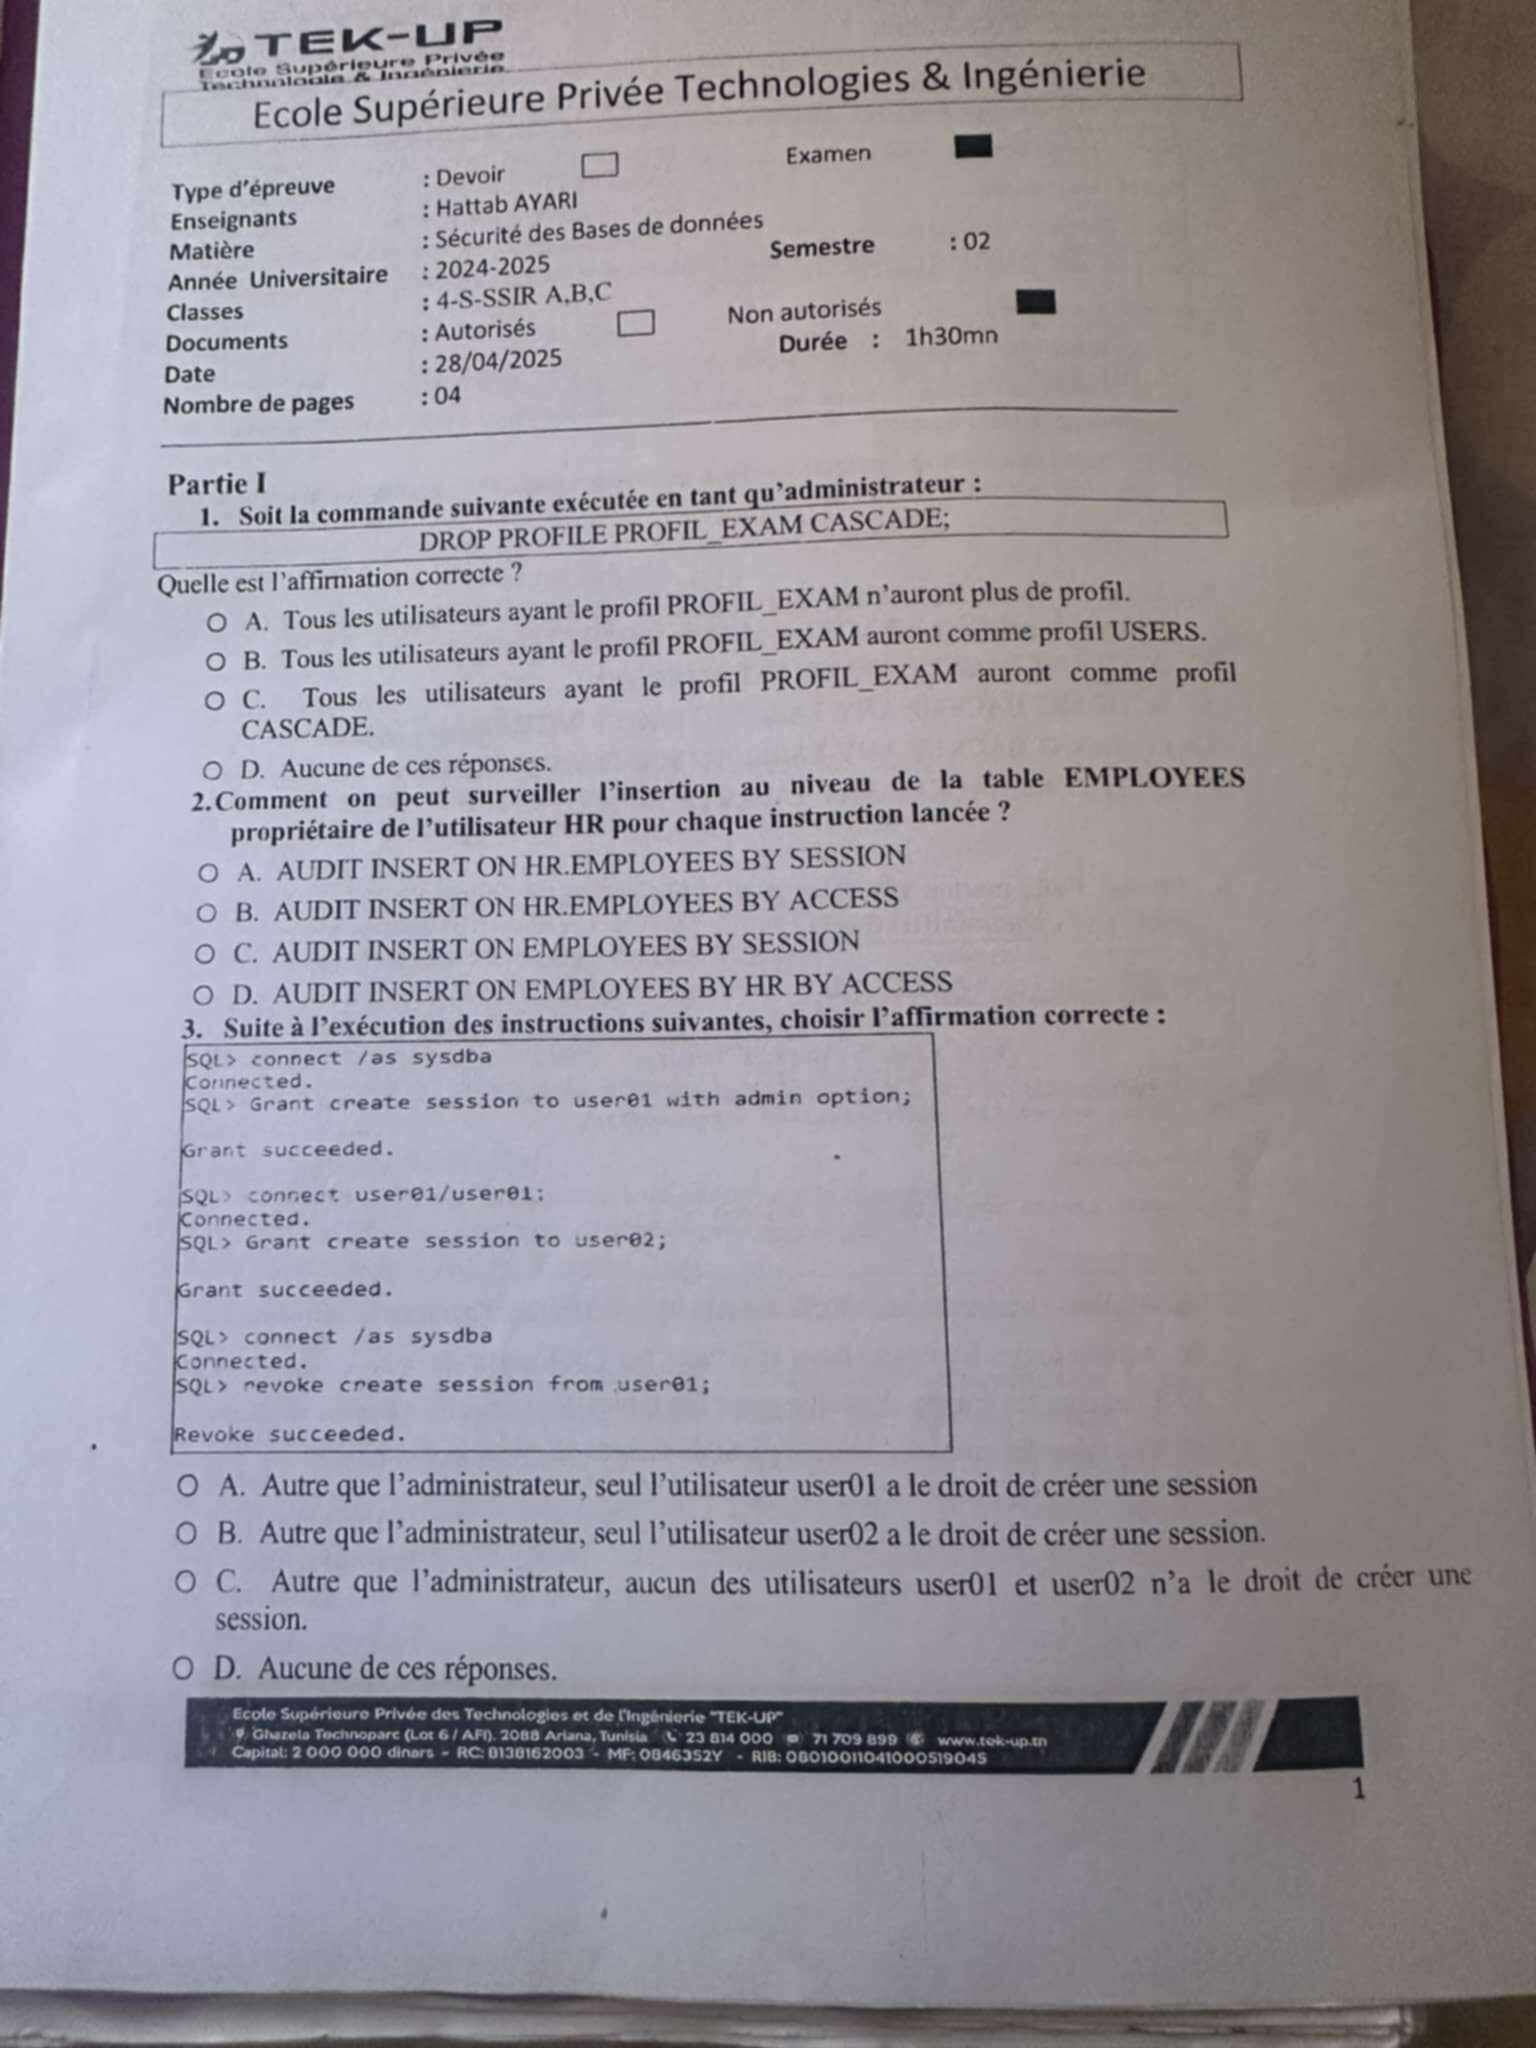 TEK-UP
Ecole Supérieure Privée
Technologie & Ingénierie
Ecole Supérieure Privée Technologies & Ingénierie
Type d'épreuve : Devoir Examen
Enseignants : Hattab AYARI
Matière : Sécurité des Bases de données
Année Universitaire : 2024-2025 Semestre : 02
Classes : 4-S-SSIR A,B,C
Documents : Autorisés Non autorisés
Date : 28/04/2025 Durée : 1h30mn
Nombre de pages : 04
Partie I
1. Soit la commande suivante exécutée en tant qu'administrateur :
DROP PROFILE PROFIL_EXAM CASCADE;
Quelle est l'affirmation correcte ?
O A. Tous les utilisateurs ayant le profil PROFIL_EXAM n'auront plus de profil.
O B. Tous les utilisateurs ayant le profil PROFIL_EXAM auront comme profil USERS.
O C. Tous les utilisateurs ayant le profil PROFIL_EXAM auront comme profil
CASCADE.
O D. Aucune de ces réponses.
2. Comment on peut surveiller l'insertion au niveau de la table EMPLOYEES
propriétaire de l'utilisateur HR pour chaque instruction lancée ?
O A. AUDIT INSERT ON HR.EMPLOYEES BY SESSION
O B. AUDIT INSERT ON HR.EMPLOYEES BY ACCESS
O C. AUDIT INSERT ON EMPLOYEES BY SESSION
O D. AUDIT INSERT ON EMPLOYEES BY HR BY ACCESS
3. Suite à l'exécution des instructions suivantes, choisir l'affirmation correcte :
SQL> connect /as sysdba
Connected.
SQL> Grant create session to user01 with admin option;
Grant succeeded.
SQL> connect user01/user01;
Connected.
SQL> Grant create session to user02;
Grant succeeded.
SQL> connect /as sysdba
Connected.
SQL> revoke create session from user01;
Revoke succeeded.
O A. Autre que l'administrateur, seul l'utilisateur user01 a le droit de créer une session
O B. Autre que l'administrateur, seul l'utilisateur user02 a le droit de créer une session.
O C. Autre que l'administrateur, aucun des utilisateurs user01 et user02 n'a le droit de créer une
session.
O D. Aucune de ces réponses.
Ecole Supérieure Privée des Technologies et de l'Ingénierie "TEK-UP"
Ghazela Technoparc (Lot 6 / AFI). 2088 Ariana, Tunisia 23 814 000 71 709 899 www.tek-up.tn
Capital: 2 000 000 dinars - RC: B138162003 - MF: 0846352Y - RIB: 08010011041000519045
1